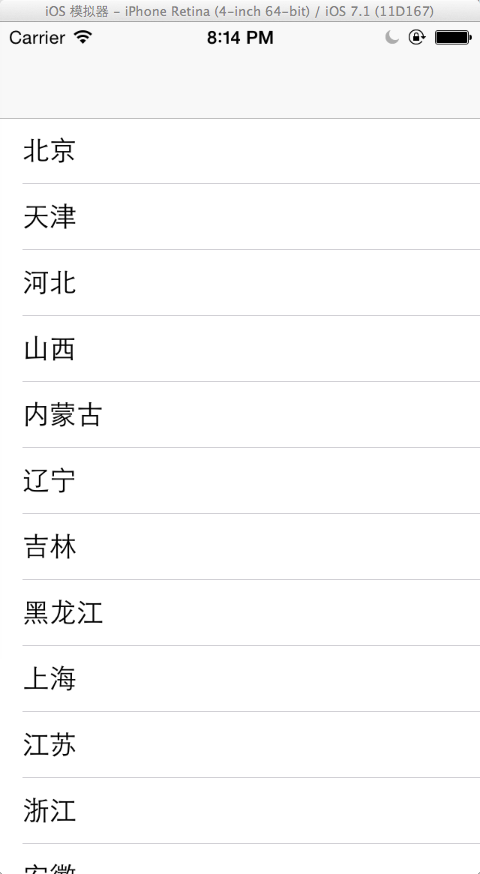 iOS 模拟器 - iPhone Retina (4-inch 64-bit) / iOS 7.1 (11D167)
Carrier 8:14 PM
北京
天津
河北
山西
内蒙古
辽宁
吉林
黑龙江
上海
江苏
浙江
安徽